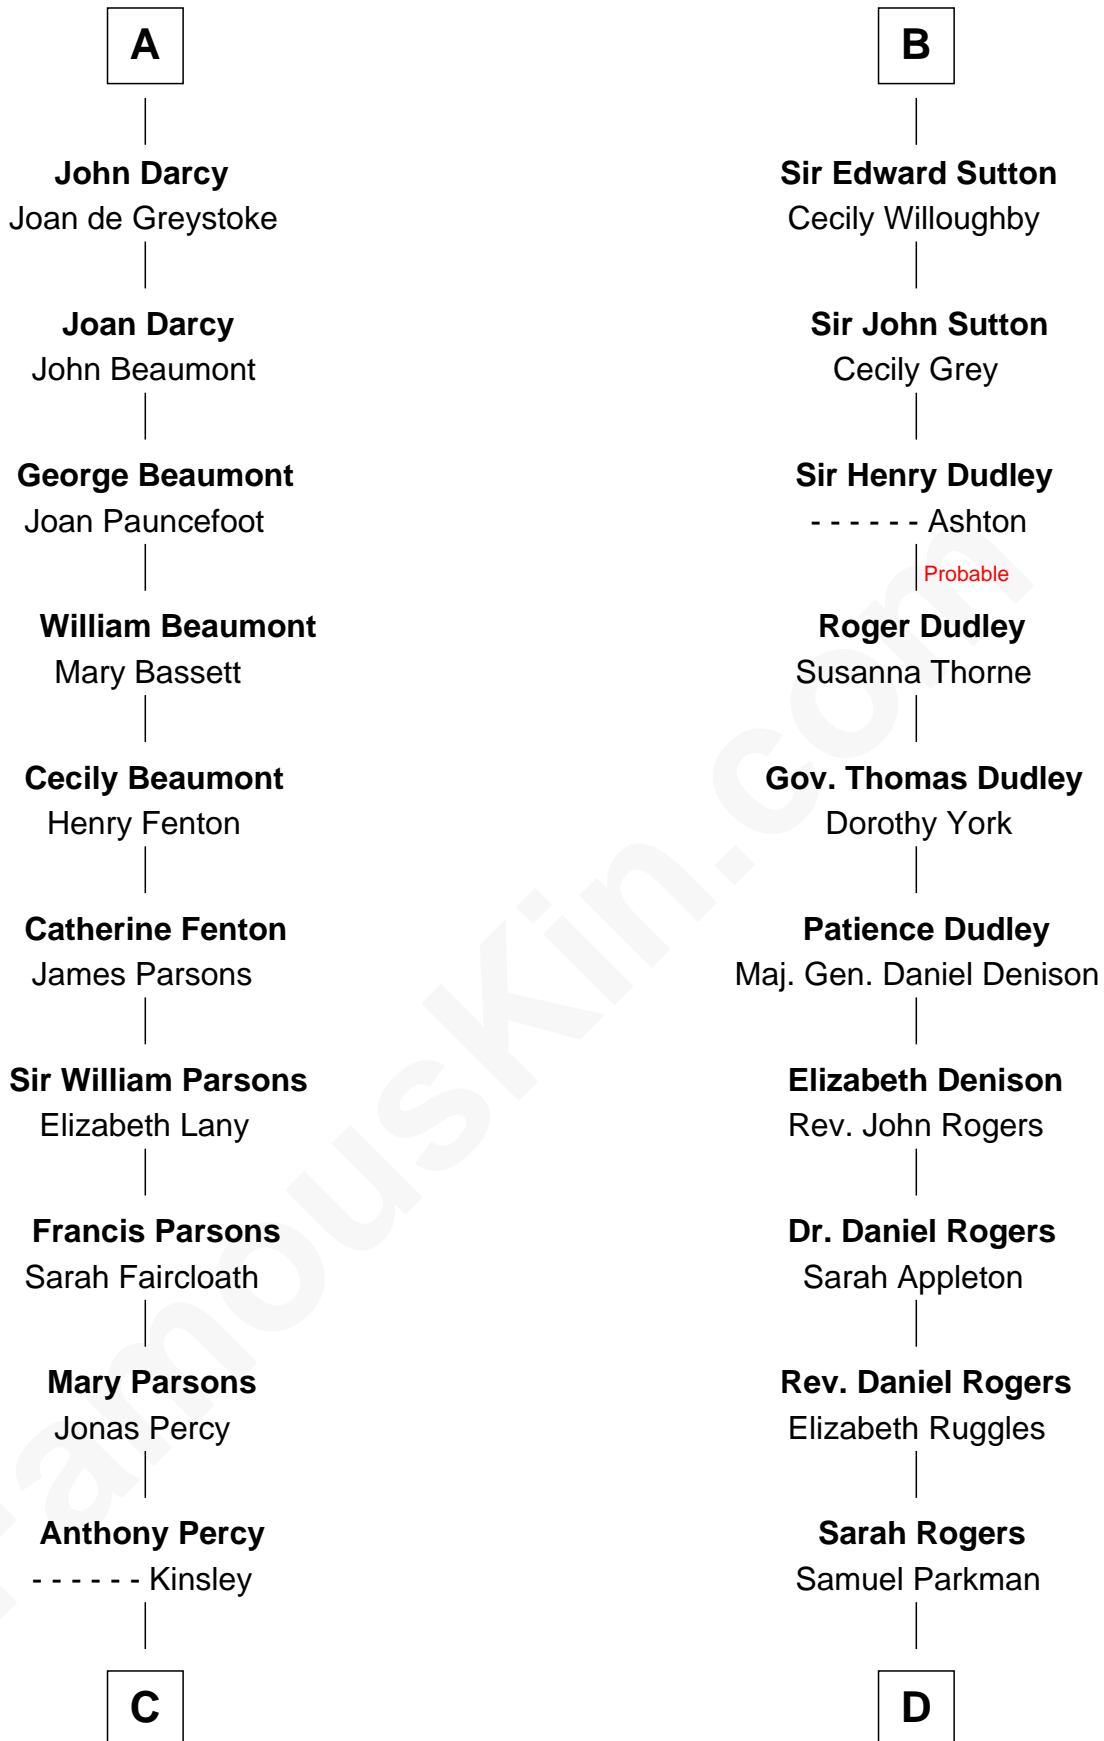 A
John Darcy
Joan de Greystoke
Joan Darcy
John Beaumont
George Beaumont
Joan Pauncefoot
William Beaumont
Mary Bassett
Cecily Beaumont
Henry Fenton
Catherine Fenton
James Parsons
Sir William Parsons
Elizabeth Lany
Francis Parsons
Sarah Faircloath
Mary Parsons
Jonas Percy
Anthony Percy
- - - - - - Kinsley
C
B
Sir Edward Sutton
Cecily Willoughby
Sir John Sutton
Cecily Grey
Sir Henry Dudley
- - - - - - Ashton
Probable
Roger Dudley
Susanna Thorne
Gov. Thomas Dudley
Dorothy York
Patience Dudley
Maj. Gen. Daniel Denison
Elizabeth Denison
Rev. John Rogers
Dr. Daniel Rogers
Sarah Appleton
Rev. Daniel Rogers
Elizabeth Ruggles
Sarah Rogers
Samuel Parkman
D
FamousKin.com